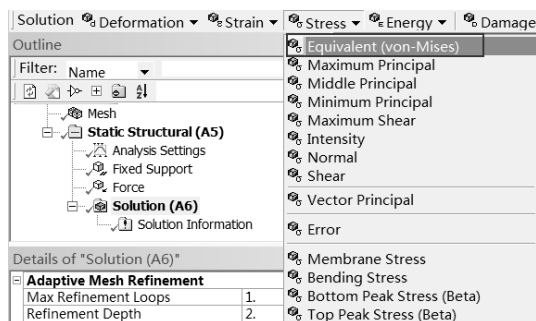 Solution Deformation Strain Stress Energy Damage
Outline
Filter: Name
Mesh
Static Structural (A5)
Analysis Settings
Fixed Support
Force
Solution (A6)
Solution Information
Details of "Solution (A6)"
Adaptive Mesh Refinement
Max Refinement Loops 1.
Refinement Depth 2.
Equivalent (von-Mises)
Maximum Principal
Middle Principal
Minimum Principal
Maximum Shear
Intensity
Normal
Shear
Vector Principal
Error
Membrane Stress
Bending Stress
Bottom Peak Stress (Beta)
Top Peak Stress (Beta)